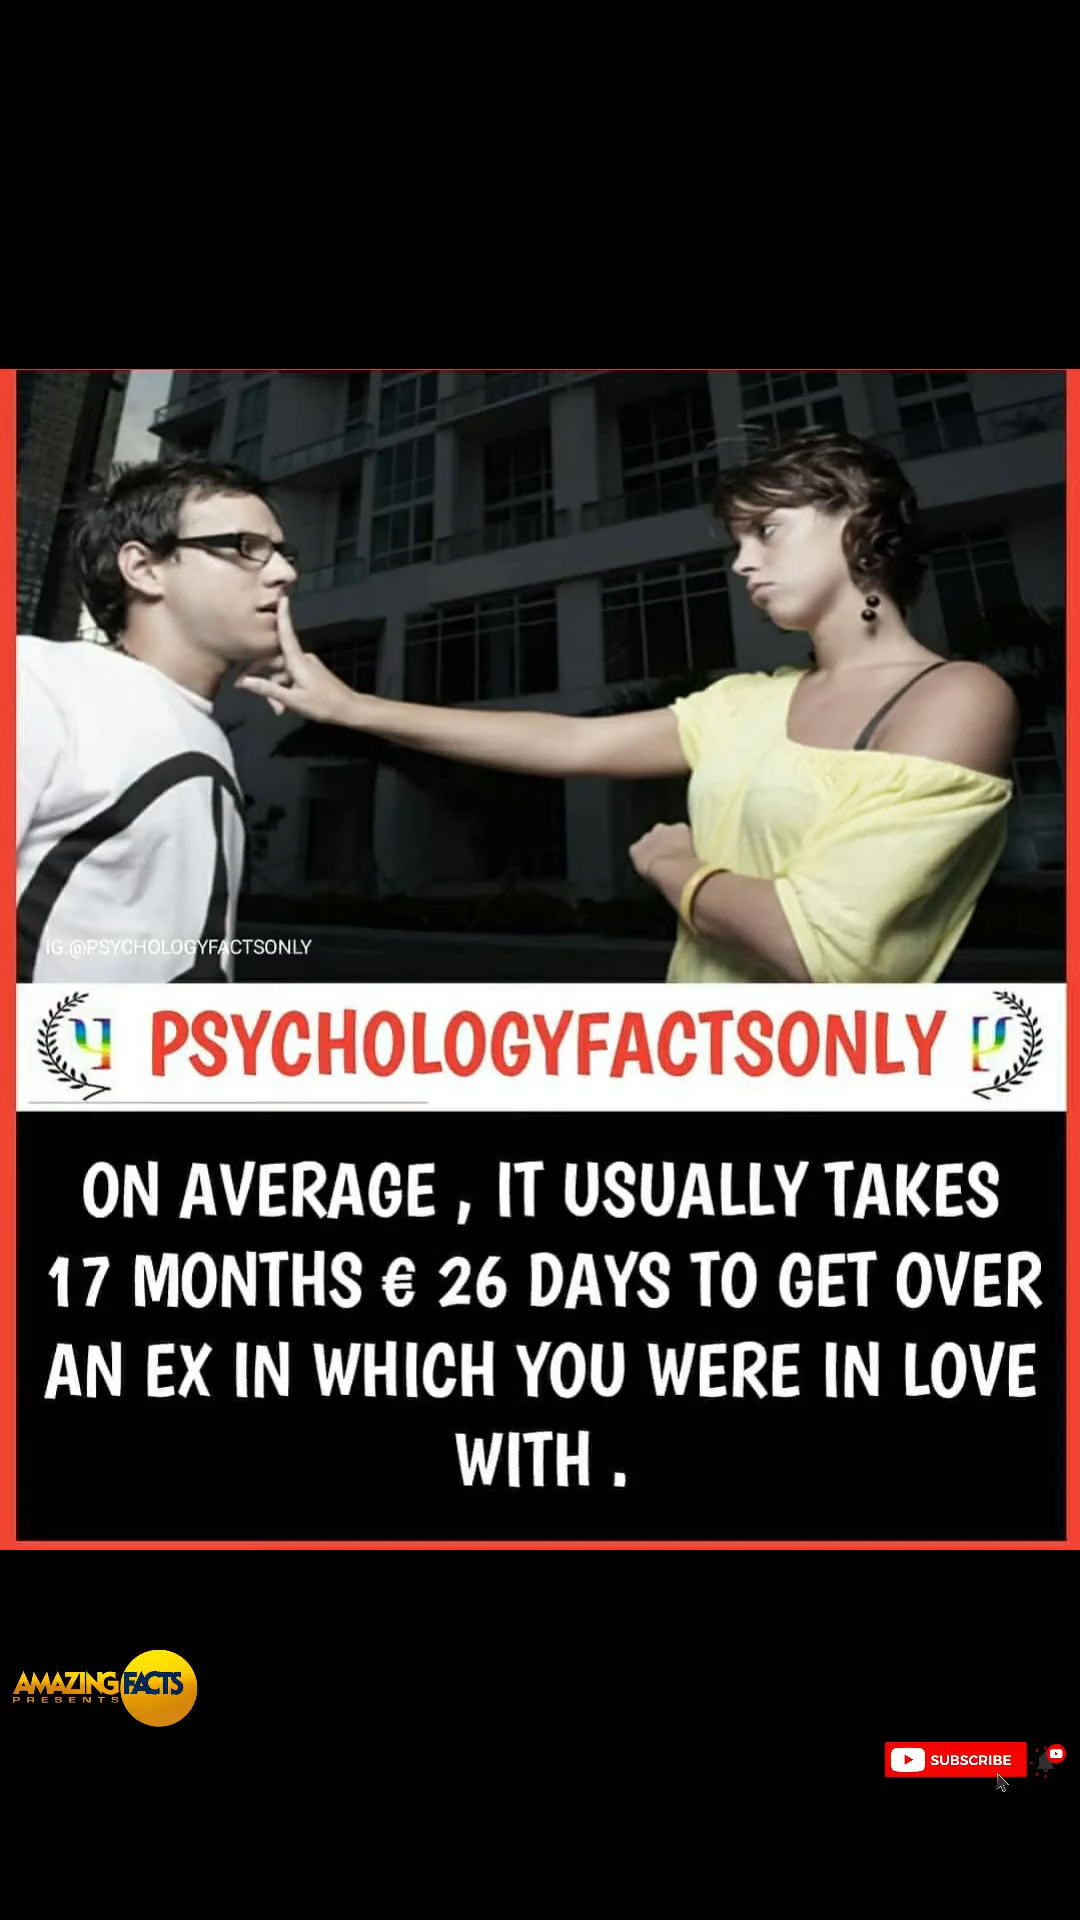 IG:@PSYCHOLOGYFACTSONLY
PSYCHOLOGYFACTSONLY
ON AVERAGE , IT USUALLY TAKES
17 MONTHS € 26 DAYS TO GET OVER
AN EX IN WHICH YOU WERE IN LOVE
WITH .
AMAZING FACTS
PRESENTS
SUBSCRIBE